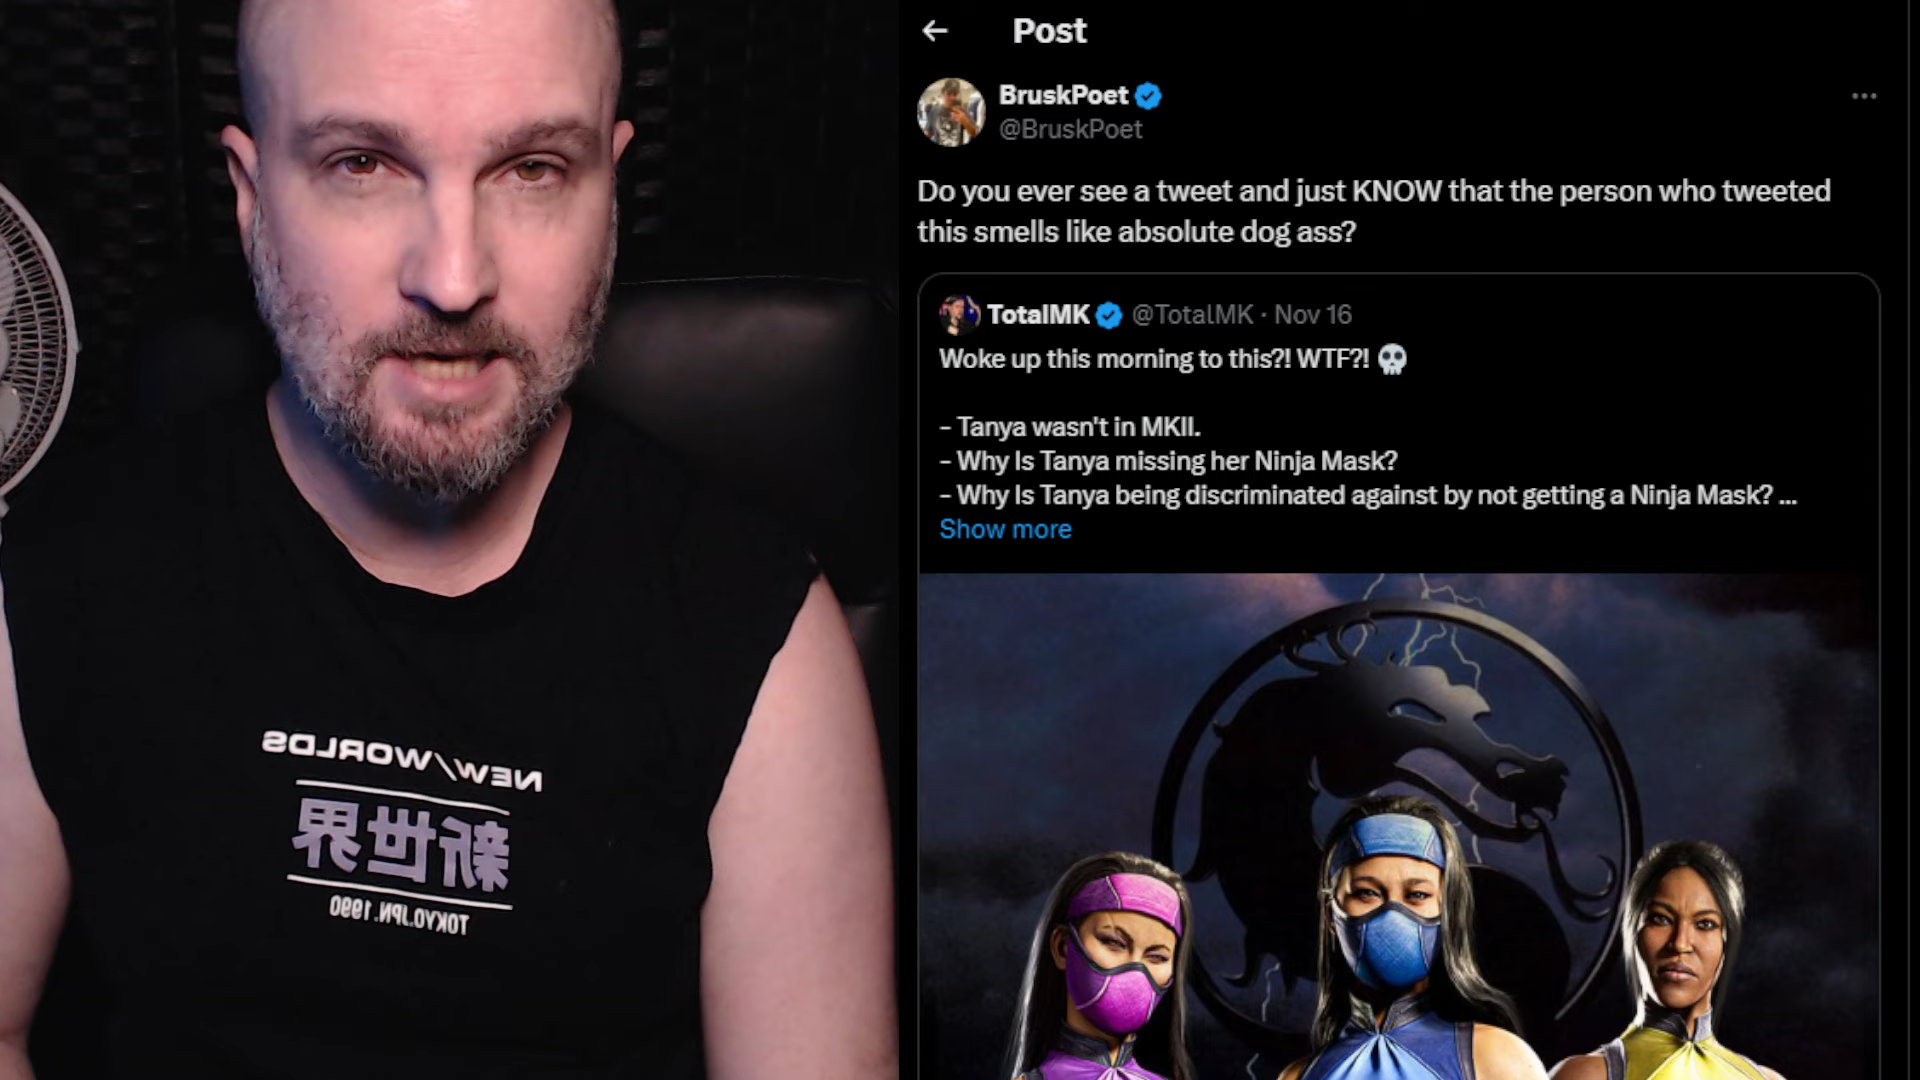 NEW/WORLDS
新世界
TOKYO.JPN.1990
Post
BruskPoet
@BruskPoet
Do you ever see a tweet and just KNOW that the person who tweeted
this smells like absolute dog ass?
TotalMK @TotalMK · Nov 16
Woke up this morning to this?! WTF?! 💀
- Tanya wasn't in MKII.
- Why Is Tanya missing her Ninja Mask?
- Why Is Tanya being discriminated against by not getting a Ninja Mask? ...
Show more